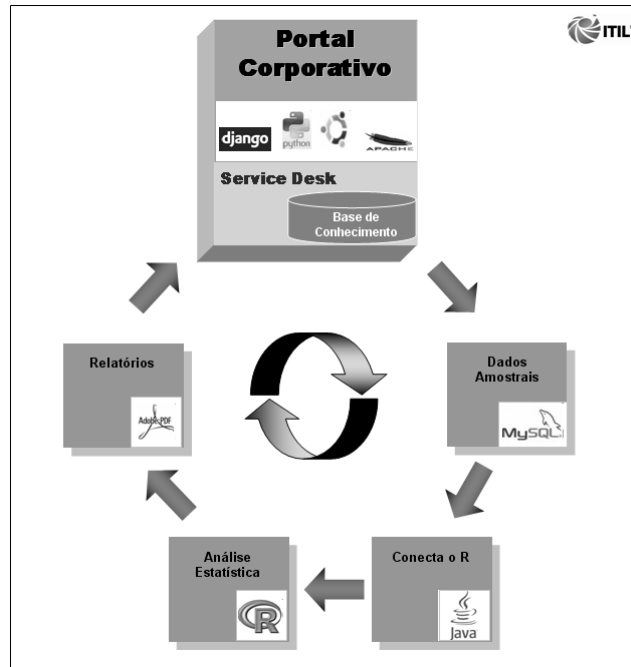 ITIL
Portal
Corporativo
django
python
APACHE
Service Desk
Base de
Conhecimento
Relatórios
Adobe PDF
Dados
Amostrais
MySQL
Análise
Estatística
R
Conecta o R
Java